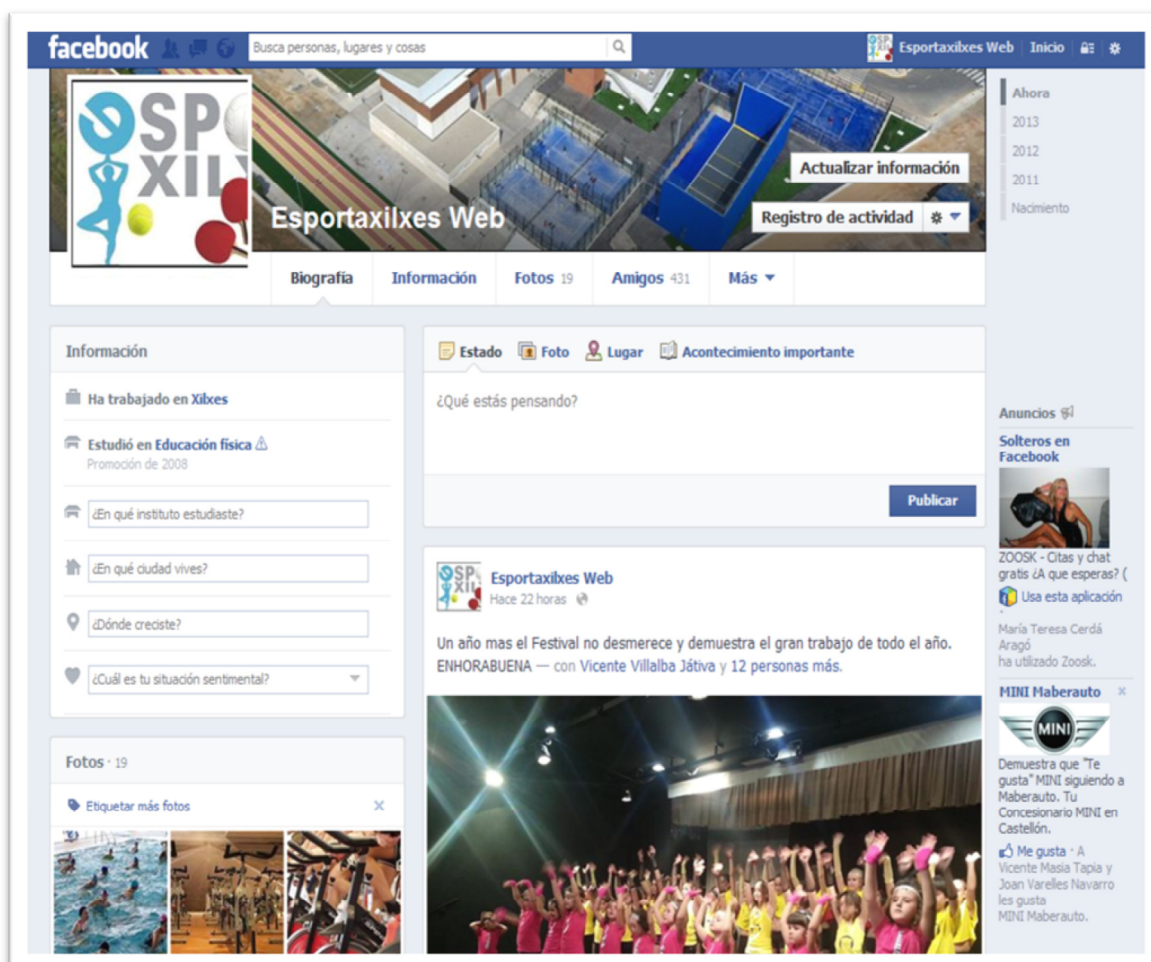 facebook
Busca personas, lugares y cosas
Esportaxilxes Web Inicio
SPO
XIL
Esportaxilxes Web
Actualizar información
Registro de actividad
Biografía Información Fotos 19 Amigos 431 Más
Ahora
2013
2012
2011
Nacimiento
Información
Ha trabajado en Xilxes
Estudió en Educación física
Promoción de 2008
¿En qué instituto estudiaste?
¿En qué ciudad vives?
¿Dónde creciste?
¿Cuál es tu situación sentimental?
Fotos · 19
Etiquetar más fotos
Estado Foto Lugar Acontecimiento importante
¿Qué estás pensando?
Publicar
SPO
XIL
Esportaxilxes Web
Hace 22 horas
Un año mas el Festival no desmerece y demuestra el gran trabajo de todo el año.
ENHORABUENA — con Vicente Villalba Játiva y 12 personas más.
Anuncios
Solteros en
Facebook
ZOOSK - Citas y chat
gratis ¿A que esperas? (
Usa esta aplicación
·
María Teresa Cerdá
Aragó
ha utilizado Zoosk.
MINI Maberauto
MINI
Demuestra que "Te
gusta" MINI siguiendo a
Maberauto. Tu
Concesionario MINI en
Castellón.
Me gusta · A
Vicente Masia Tapia y
Joan Varelles Navarro
les gusta
MINI Maberauto.